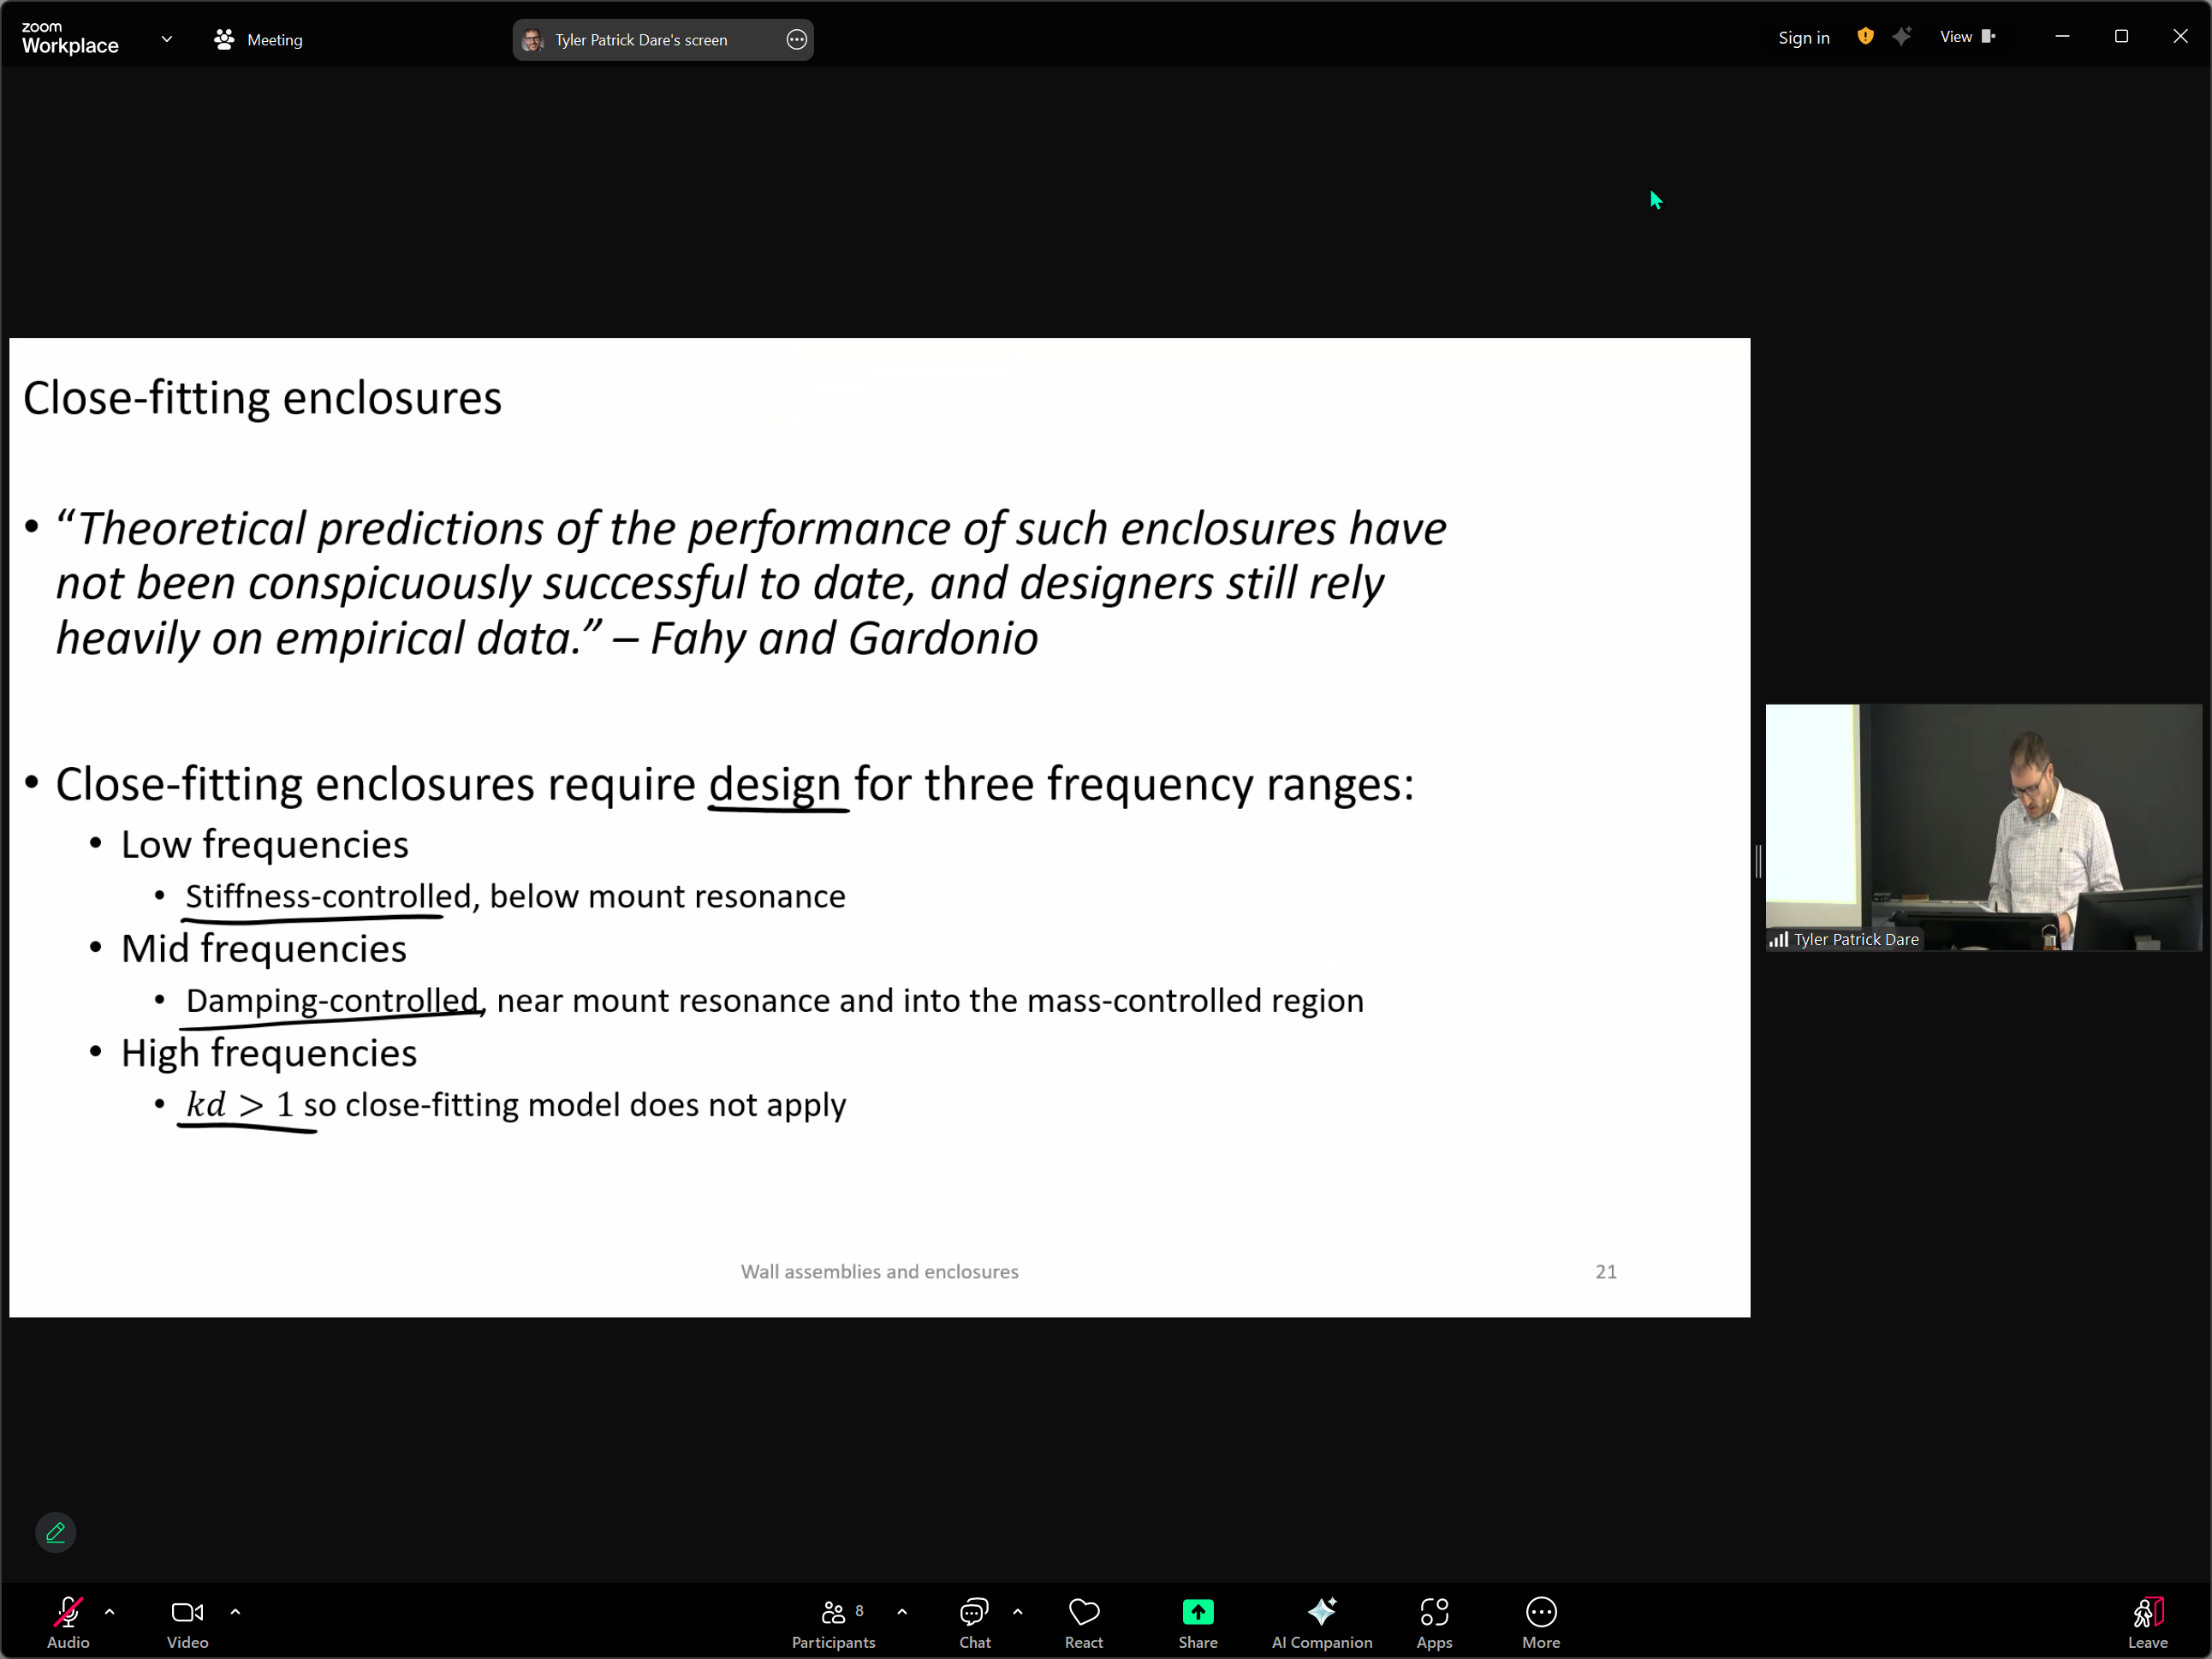 zoom
Workplace
Meeting
Tyler Patrick Dare's screen
Sign in
View
Close-fitting enclosures
• “Theoretical predictions of the performance of such enclosures have
not been conspicuously successful to date, and designers still rely
heavily on empirical data.” – Fahy and Gardonio
• Close-fitting enclosures require design for three frequency ranges:
• Low frequencies
• Stiffness-controlled, below mount resonance
• Mid frequencies
• Damping-controlled, near mount resonance and into the mass-controlled region
• High frequencies
• kd > 1 so close-fitting model does not apply
Wall assemblies and enclosures
21
Tyler Patrick Dare
Audio
Video
Participants
8
Chat
React
Share
AI Companion
Apps
More
Leave